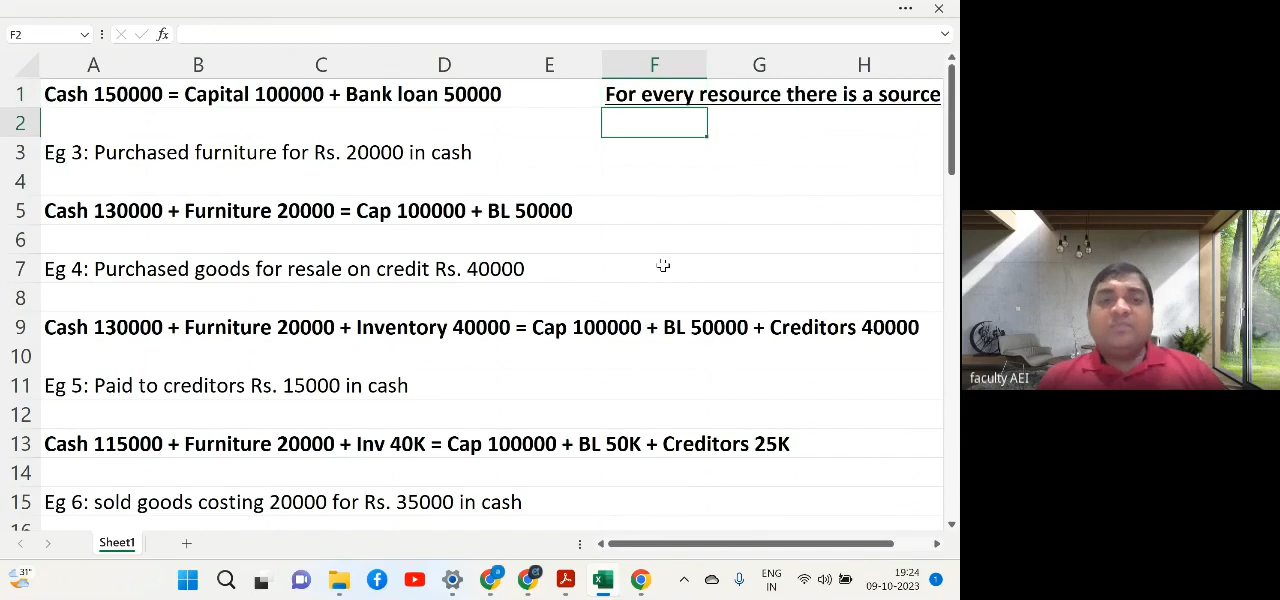 F2
fx
A B C D E F G H
1 Cash 150000 = Capital 100000 + Bank loan 50000 For every resource there is a source
2
3 Eg 3: Purchased furniture for Rs. 20000 in cash
4
5 Cash 130000 + Furniture 20000 = Cap 100000 + BL 50000
6
7 Eg 4: Purchased goods for resale on credit Rs. 40000
8
9 Cash 130000 + Furniture 20000 + Inventory 40000 = Cap 100000 + BL 50000 + Creditors 40000
10
11 Eg 5: Paid to creditors Rs. 15000 in cash
12
13 Cash 115000 + Furniture 20000 + Inv 40K = Cap 100000 + BL 50K + Creditors 25K
14
15 Eg 6: sold goods costing 20000 for Rs. 35000 in cash
16
Sheet1
faculty AEI
31°
ENG
IN
19:24
09-10-2023
1